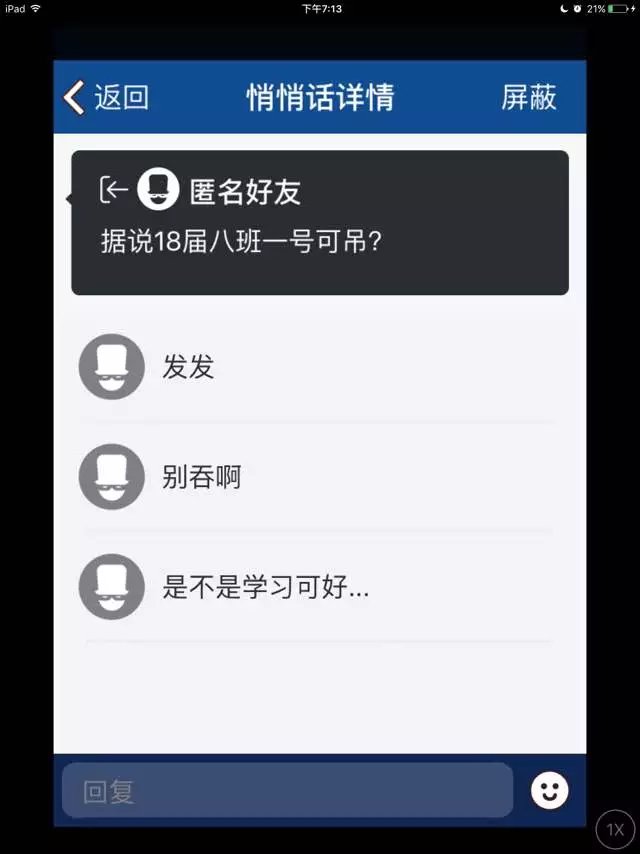 iPad 下午7:13 21%
返回 悄悄话详情 屏蔽
匿名好友
据说18届八班一号可吊?
发发
别吞啊
是不是学习可好...
回复
1X